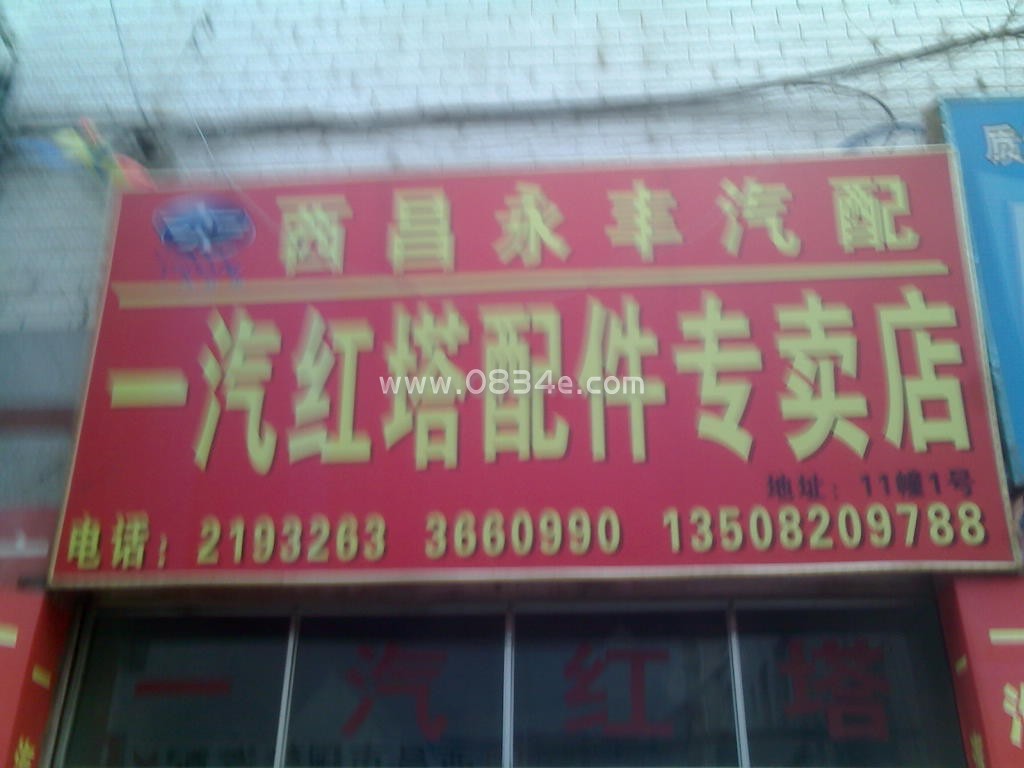 西昌永丰汽配
一汽红塔配件专卖店
www.0834e.com
地址：11幢1号
电话：2193263 3660990 13508209788
质
一汽红塔